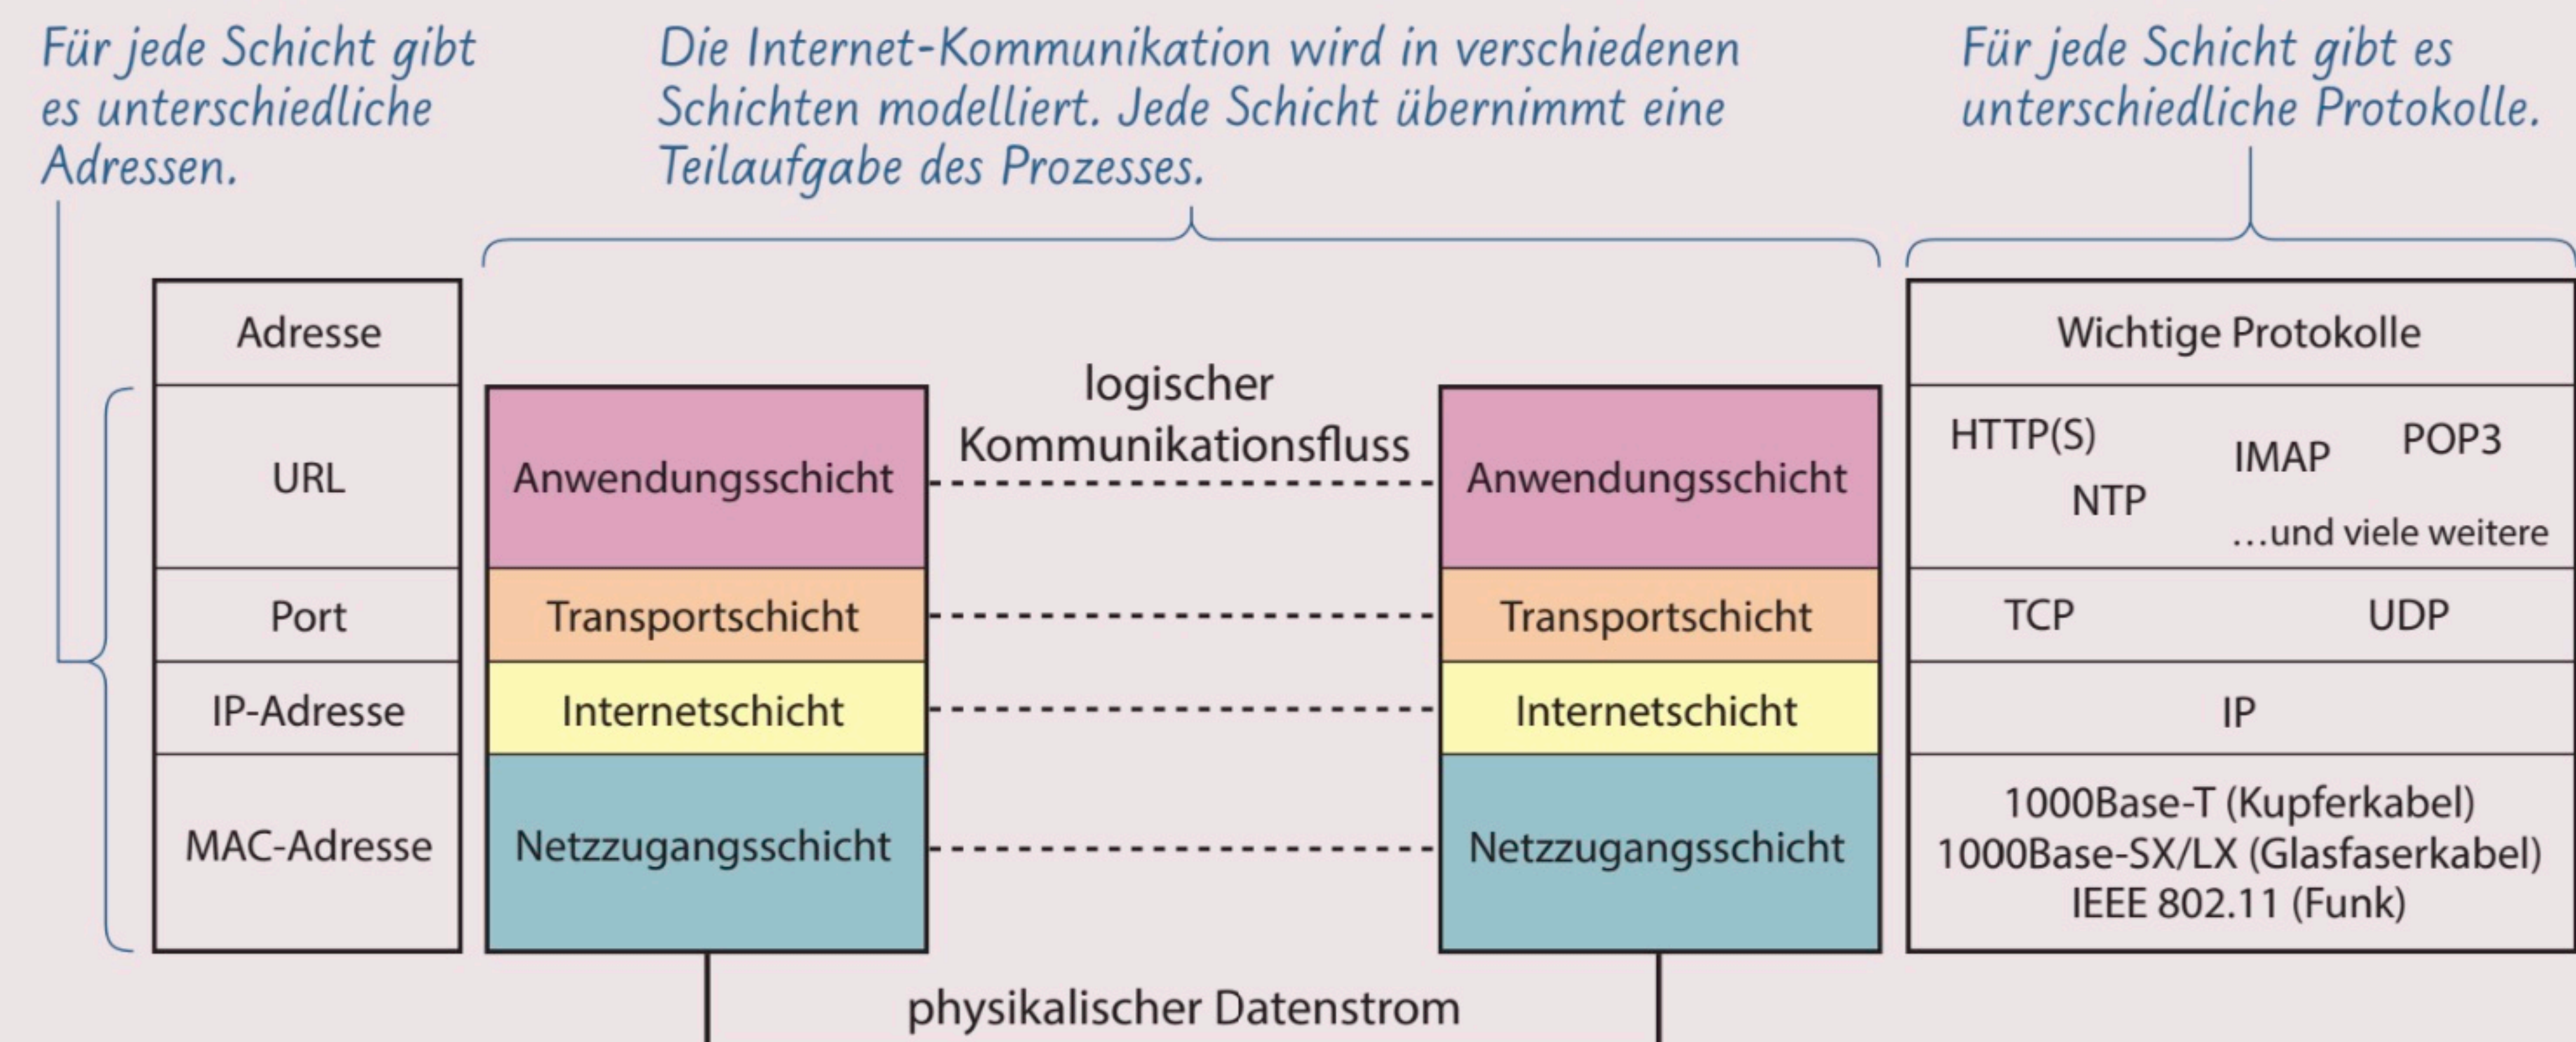 Für jede Schicht gibt
es unterschiedliche
Adressen.
Die Internet-Kommunikation wird in verschiedenen
Schichten modelliert. Jede Schicht übernimmt eine
Teilaufgabe des Prozesses.
Für jede Schicht gibt es
unterschiedliche Protokolle.
Adresse
URL
Port
IP-Adresse
MAC-Adresse
Anwendungsschicht
Transportschicht
Internetschicht
Netzzugangsschicht
logischer
Kommunikationsfluss
Anwendungsschicht
Transportschicht
Internetschicht
Netzzugangsschicht
Wichtige Protokolle
HTTP(S) IMAP POP3
NTP
...und viele weitere
TCP UDP
IP
1000Base-T (Kupferkabel)
1000Base-SX/LX (Glasfaserkabel)
IEEE 802.11 (Funk)
physikalischer Datenstrom